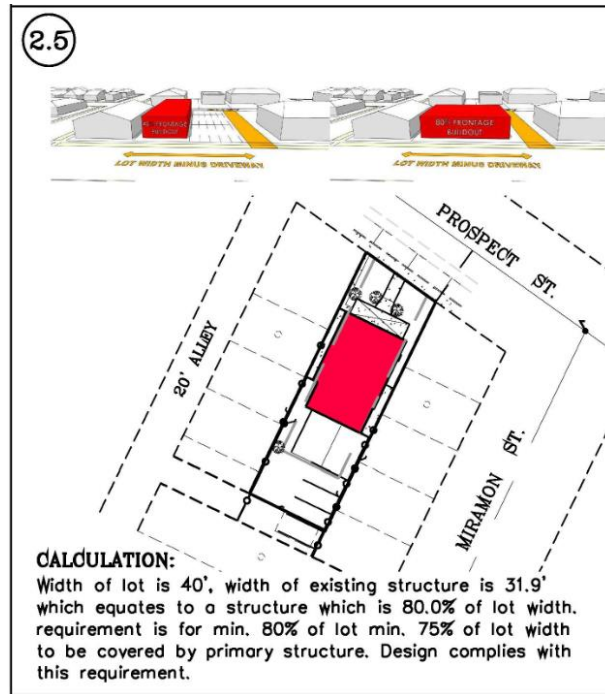 2.5
80% FRONTAGE
BUILDOUT
LOT WIDTH MINUS DRIVEWAY
LOT WIDTH MINUS DRIVEWAY
PROSPECT ST.
20' ALLEY
MIRAMON ST.
CALCULATION:
Width of lot is 40', width of existing structure is 31.9'
which equates to a structure which is 80.0% of lot width.
requirement is for min. 80% of lot min. 75% of lot width
to be covered by primary structure. Design complies with
this requirement.